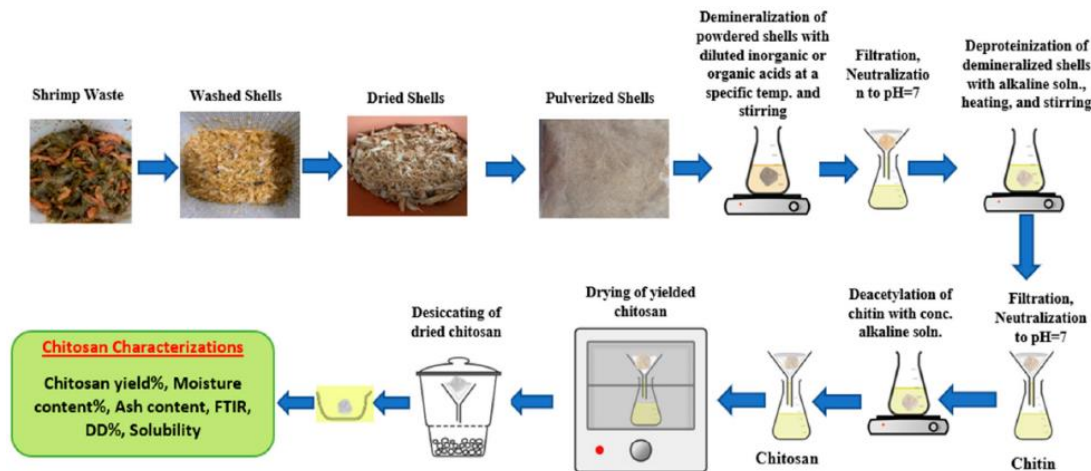 Shrimp Waste
Washed Shells
Dried Shells
Pulverized Shells
Demineralization of
powdered shells with
diluted inorganic or
organic acids at a
specific temp. and
stirring
Filtration,
Neutralizatio
n to pH=7
Deproteinization of
demineralized shells
with alkaline soln.,
heating, and stirring
Filtration,
Neutralization
to pH=7
Chitin
Deacetylation of
chitin with conc.
alkaline soln.
Chitosan
Drying of yielded
chitosan
Desiccating of
dried chitosan
Chitosan Characterizations
Chitosan yield%, Moisture
content%, Ash content, FTIR,
DD%, Solubility